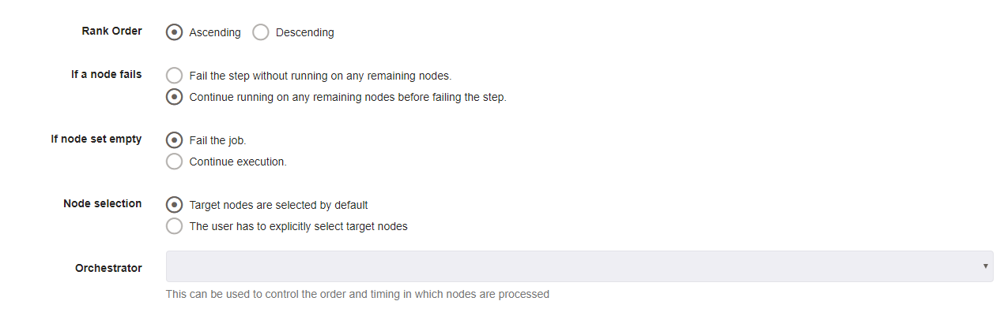 Rank Order Ascending Descending
If a node fails Fail the step without running on any remaining nodes.
Continue running on any remaining nodes before failing the step.
If node set empty Fail the job.
Continue execution.
Node selection Target nodes are selected by default
The user has to explicitly select target nodes
Orchestrator
This can be used to control the order and timing in which nodes are processed